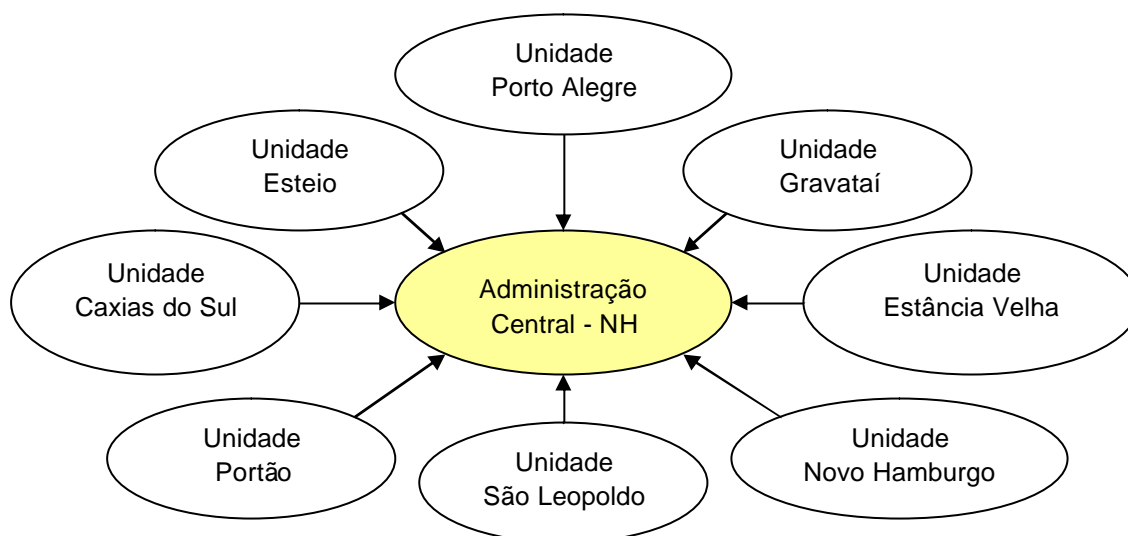 Unidade
Porto Alegre
Unidade
Esteio
Unidade
Gravataí
Unidade
Caxias do Sul
Administração
Central - NH
Unidade
Estância Velha
Unidade
Portão
Unidade
São Leopoldo
Unidade
Novo Hamburgo